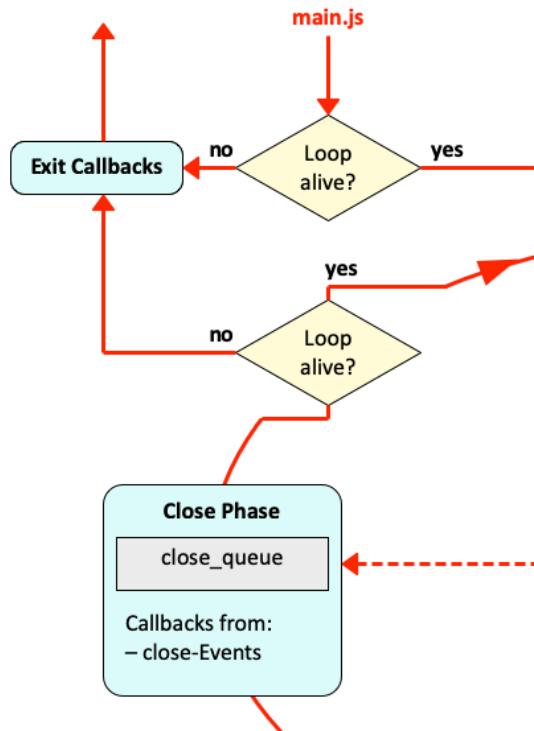 main.js
no
Loop
alive?
yes
Exit Callbacks
yes
no
Loop
alive?
Close Phase
close_queue
Callbacks from:
– close-Events